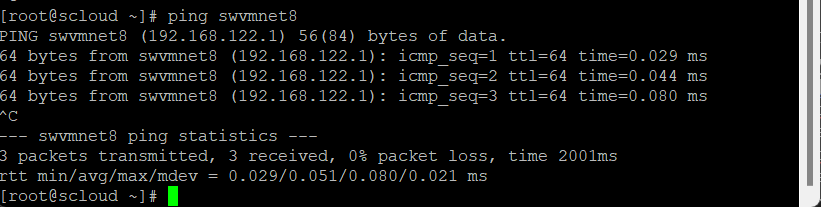 [root@scloud ~]# ping swvmnet8
PING swvmnet8 (192.168.122.1) 56(84) bytes of data.
64 bytes from swvmnet8 (192.168.122.1): icmp_seq=1 ttl=64 time=0.029 ms
64 bytes from swvmnet8 (192.168.122.1): icmp_seq=2 ttl=64 time=0.044 ms
64 bytes from swvmnet8 (192.168.122.1): icmp_seq=3 ttl=64 time=0.080 ms
^C
--- swvmnet8 ping statistics ---
3 packets transmitted, 3 received, 0% packet loss, time 2001ms
rtt min/avg/max/mdev = 0.029/0.051/0.080/0.021 ms
[root@scloud ~]#